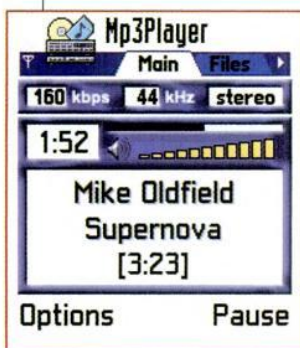 Mp3Player
Main Files
160 kbps 44 kHz stereo
1:52
Mike Oldfield
Supernova
[3:23]
Options Pause